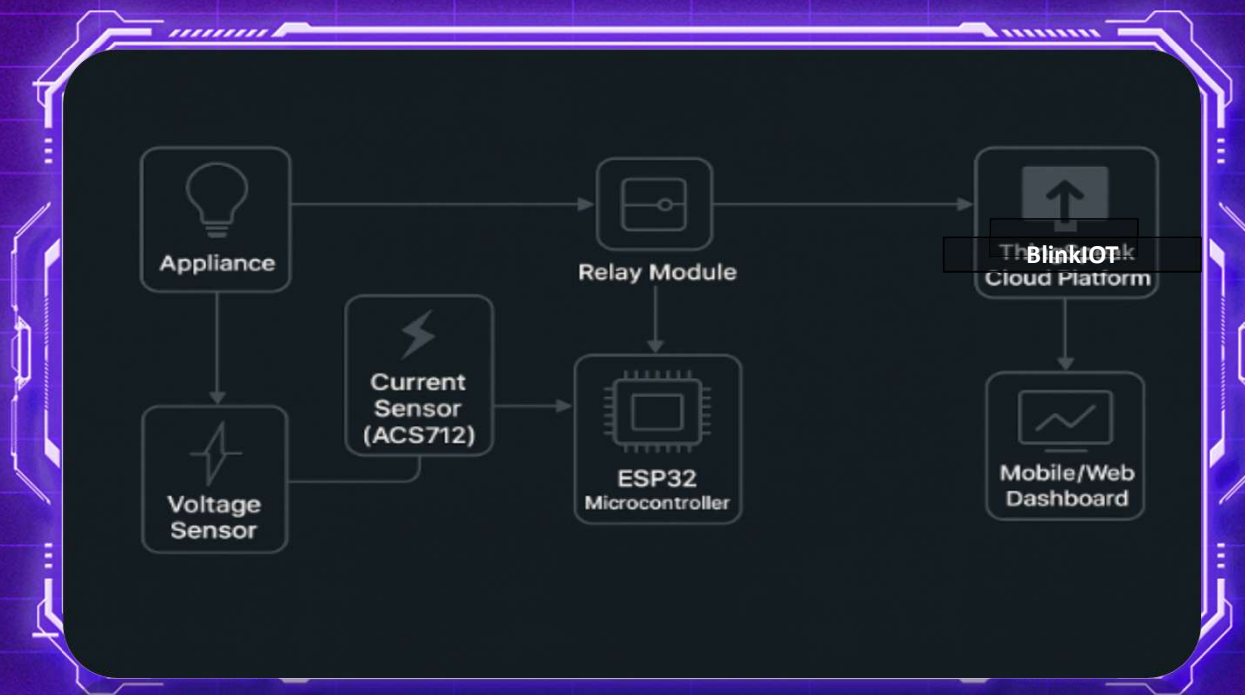 Appliance
Relay Module
BlinkIOT
Cloud Platform
Current
Sensor
(ACS712)
Voltage
Sensor
ESP32
Microcontroller
Mobile/Web
Dashboard